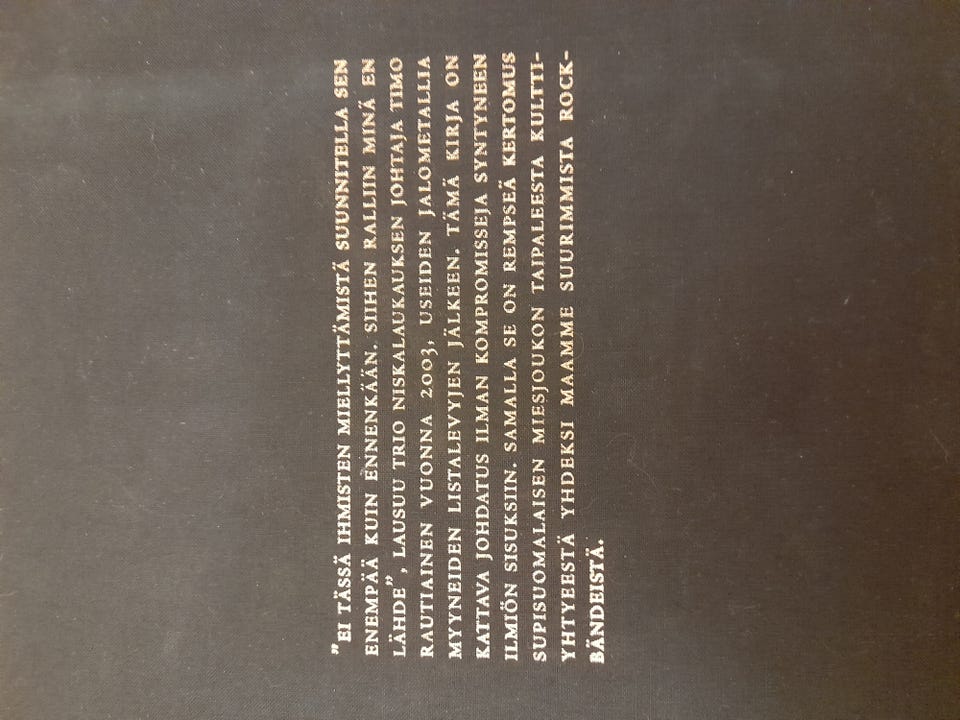 "EI TÄSSÄ IHMISTEN MIELLYTTÄMISTÄ SUUNNITELLA SEN
ENEMPÄÄ KUIN ENNENKÄÄN. SIIHEN RALLIIN MINÄ EN
LÄHDE", LAUSUU TRIO NISKALAUKAUKSEN JOHTAJA TIMO
RAUTIAINEN VUONNA 2003, USEIDEN JALOMETALLIA
MYYNEIDEN LISTALEVYJEN JÄLKEEN. TÄMÄ KIRJA ON
KATTAVA JOHDATUS ILMAN KOMPROMISSEJA SYNTYNEEN
ILMIÖN SISUKSIIN. SAMALLA SE ON REMPSEÄ KERTOMUS
SUPISUOMALAISEN MIESJOUKON TAIPALEESTA KULTTI-
YHTYEESTÄ YHDEKSI MAAMME SUURIMMISTA ROCK-
BÄNDEISTÄ.